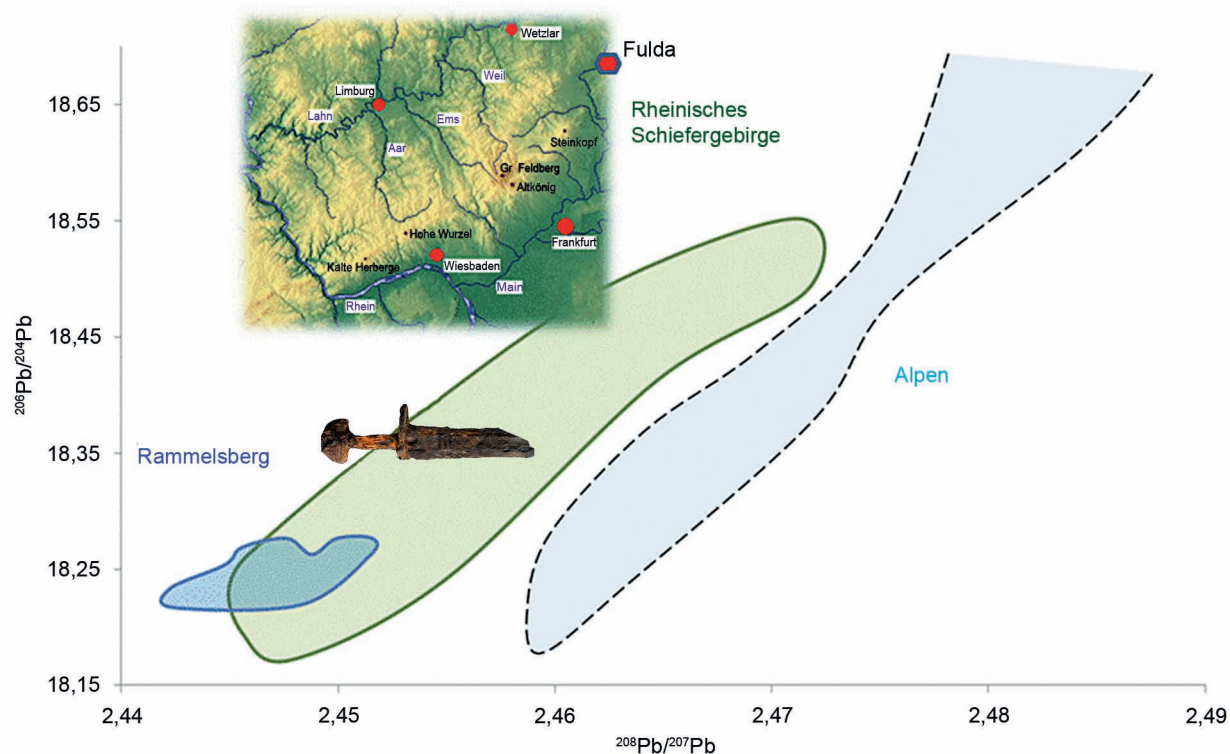 Wetzlar
Fulda
Weil
Limburg
Lahn
Ems
Aar
Steinkopf
Gr Feldberg
Altkönig
Hohe Wurzel
Frankfurt
Kalte Herberge
Wiesbaden
Rhein
Main
Rheinisches
Schiefergebirge
Alpen
Rammelsberg
18,65
18,55
18,45
18,35
18,25
18,15
²⁰⁶Pb/²⁰⁴Pb
2,44
2,45
2,46
2,47
2,48
2,49
²⁰⁸Pb/²⁰⁷Pb